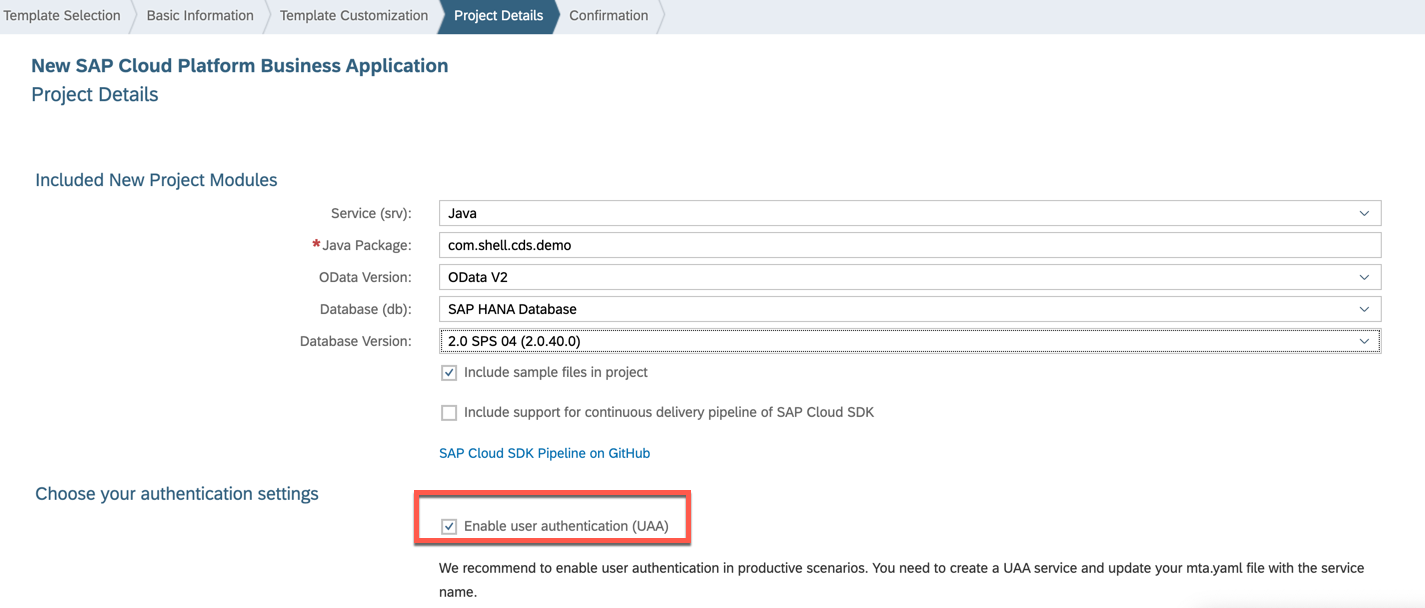 Template Selection Basic Information Template Customization Project Details Confirmation
New SAP Cloud Platform Business Application
Project Details
Included New Project Modules
Service (srv): Java
*Java Package: com.shell.cds.demo
OData Version: OData V2
Database (db): SAP HANA Database
Database Version: 2.0 SPS 04 (2.0.40.0)
Include sample files in project
Include support for continuous delivery pipeline of SAP Cloud SDK
SAP Cloud SDK Pipeline on GitHub
Choose your authentication settings
Enable user authentication (UAA)
We recommend to enable user authentication in productive scenarios. You need to create a UAA service and update your mta.yaml file with the service
name.